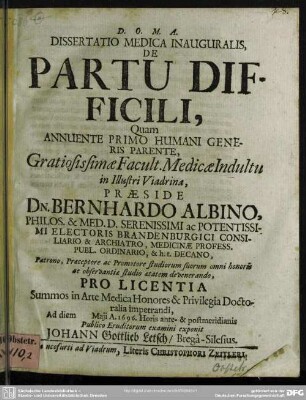 D. O. M. A.
DISSERTATIO MEDICA INAUGURALIS,
DE
PARTU DIF-
FICILI,
Quam
ANNUENTE PRIMO HUMANI GENE-
RIS PARENTE,
Gratiosissimæ Facult. Medicæ Indultu
in Illustri Viadrina,
PRÆSIDE
DN. BERNHARDO ALBINO,
PHILOS. & MED. D. SERENISSIMI ac POTENTISSI-
MI ELECTORIS BRANDENBURGICI CONSI-
LIARIO & ARCHIATRO, MEDICINÆ PROFESS.
PUBL. ORDINARIO, & h.t. DECANO,
Patrono, Præceptore ac Promotore studiorum suorum omni honoris
ac observantiæ studio ætatem devenerando,
PRO LICENTIA
Summos in Arte Medica Honores & Privilegia Docto-
ralia impetrandi,
Ad diem Maji A. 1696. Horis ante- & postmeridianis
Publico Eruditorum examini exponit
JOHANN Gottlieb Letsch/ Bregâ-Silesius.
ad Viadrum, Literis CHRISTOPHORI ZEITLERI.
Obstetr.